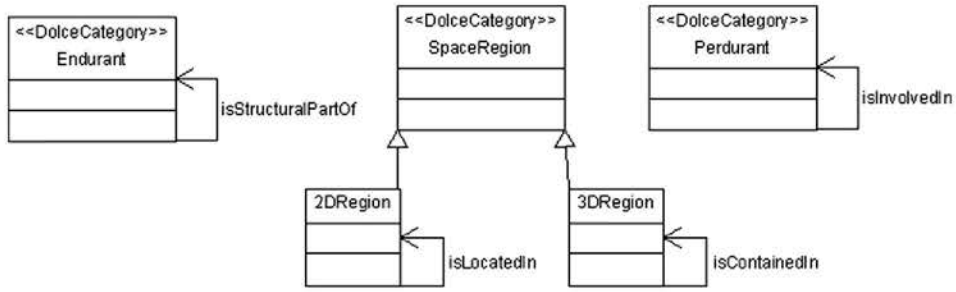 <<DolceCategory>>
Endurant
isStructuralPartOf
<<DolceCategory>>
SpaceRegion
<<DolceCategory>>
Perdurant
isInvolvedIn
2DRegion
isLocatedIn
3DRegion
isContainedIn